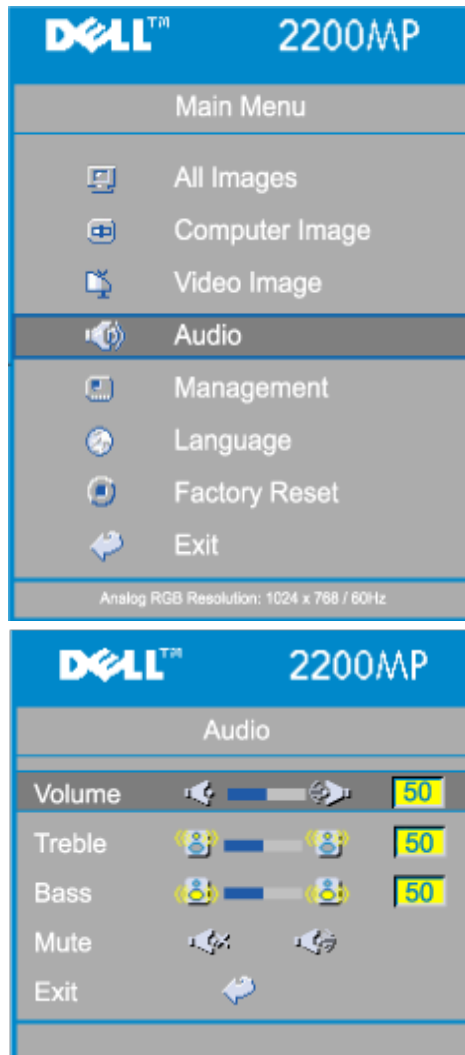 DELL™ 2200MP
Main Menu
All Images
Computer Image
Video Image
Audio
Management
Language
Factory Reset
Exit
Analog RGB Resolution: 1024 x 768 / 60Hz
DELL™ 2200MP
Audio
Volume 50
Treble 50
Bass 50
Mute
Exit